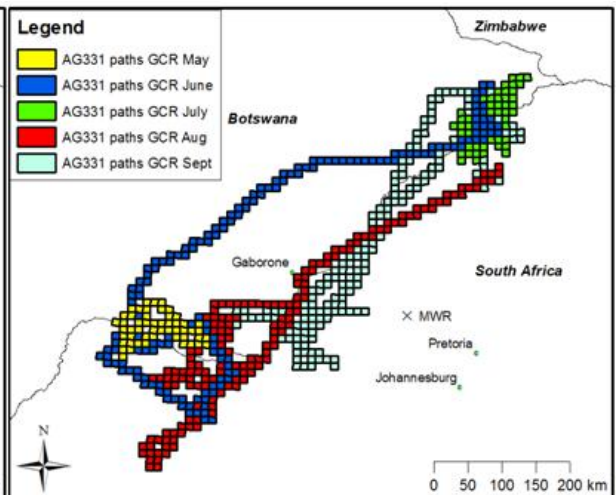 Legend
AG331 paths GCR May
AG331 paths GCR June
AG331 paths GCR July
AG331 paths GCR Aug
AG331 paths GCR Sept
Zimbabwe
Botswana
Gaborone
South Africa
MWR
Pretoria
Johannesburg
N
0 50 100 150 200 km